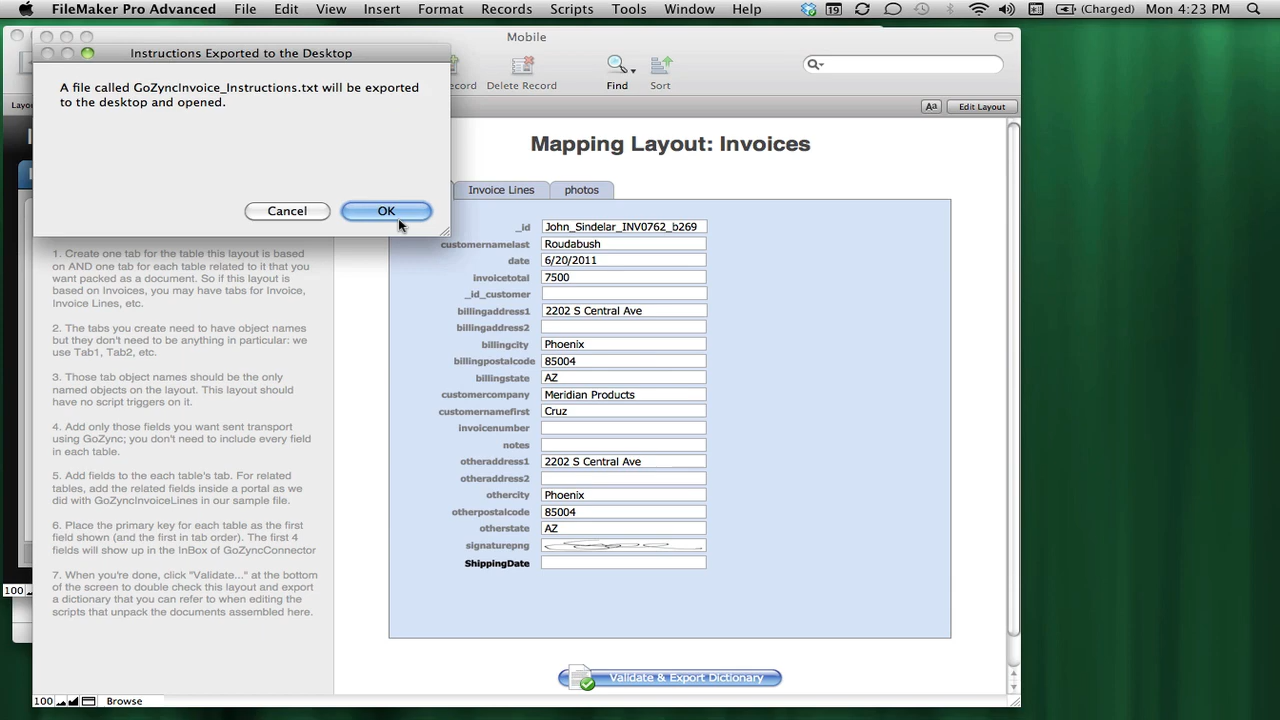 FileMaker Pro Advanced File Edit View Insert Format Records Scripts Tools Window Help
19 (Charged) Mon 4:23 PM
Mobile
Instructions Exported to the Desktop
A file called GoZyncInvoice_Instructions.txt will be exported
to the desktop and opened.
Cancel OK
Delete Record Find Sort
Aa Edit Layout
Mapping Layout: Invoices
Invoice Lines photos
1. Create one tab for the table this layout is based
on AND one tab for each table related to it that you
want packed as a document. So if this layout is
based on Invoices, you may have tabs for Invoice,
Invoice Lines, etc.
2. The tabs you create need to have object names
but they don't need to be anything in particular: we
use Tab1, Tab2, etc.
3. Those tab object names should be the only
named objects on the layout. This layout should
have no script triggers on it.
4. Add only those fields you want sent transport
using GoZync; you don't need to include every field
in each table.
5. Add fields to the each table's tab. For related
tables, add the related fields inside a portal as we
did with GoZyncInvoiceLines in our sample file.
6. Place the primary key for each table as the first
field shown (and the first in tab order). The first 4
fields will show up in the InBox of GoZyncConnector
7. When you're done, click "Validate..." at the bottom
of the screen to double check this layout and export
a dictionary that you can refer to when editing the
scripts that unpack the documents assembled here.
_id John_Sindelar_INV0762_b269
customernamelast Roudabush
date 6/20/2011
invoicetotal 7500
_id_customer
billingaddress1 2202 S Central Ave
billingaddress2
billingcity Phoenix
billingpostalcode 85004
billingstate AZ
customercompany Meridian Products
customernamefirst Cruz
invoicenumber
notes
otheraddress1 2202 S Central Ave
otheraddress2
othercity Phoenix
otherpostalcode 85004
otherstate AZ
signaturepng
ShippingDate
Validate & Export Dictionary
100
100 Browse